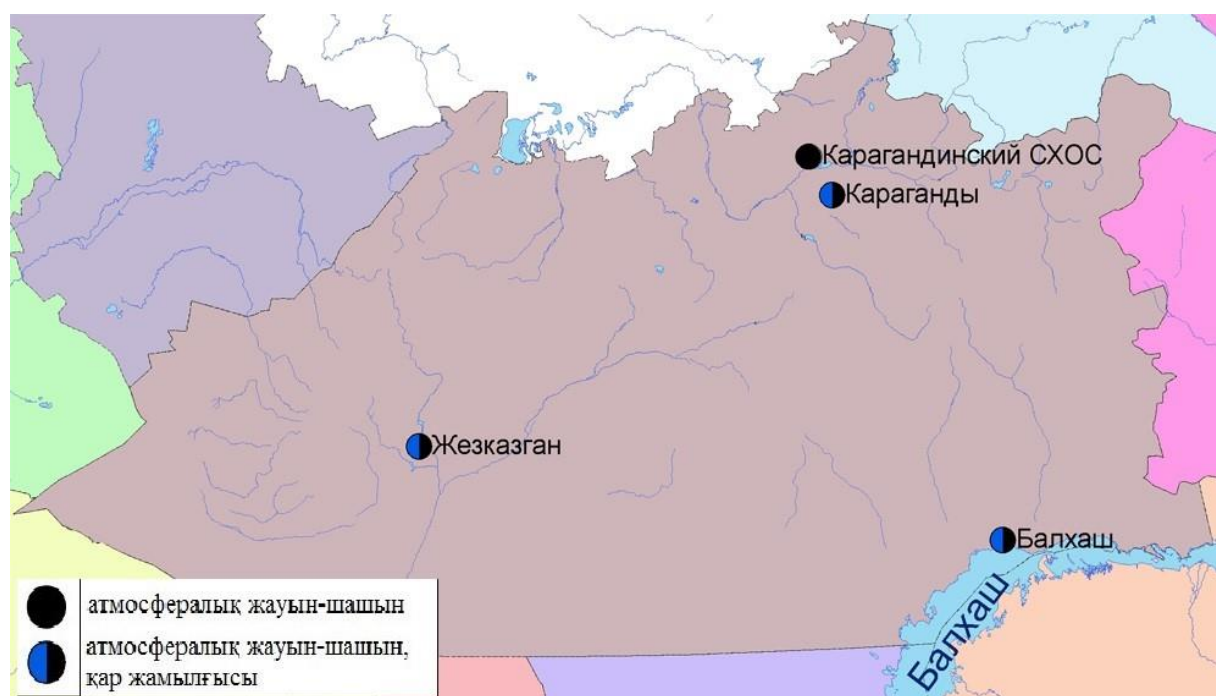 Карагандинский СХОС
Караганды
Жезказган
Балхаш
Балхаш
атмосфералық жауын-шашын
атмосфералық жауын-шашын,
қар жамылғысы